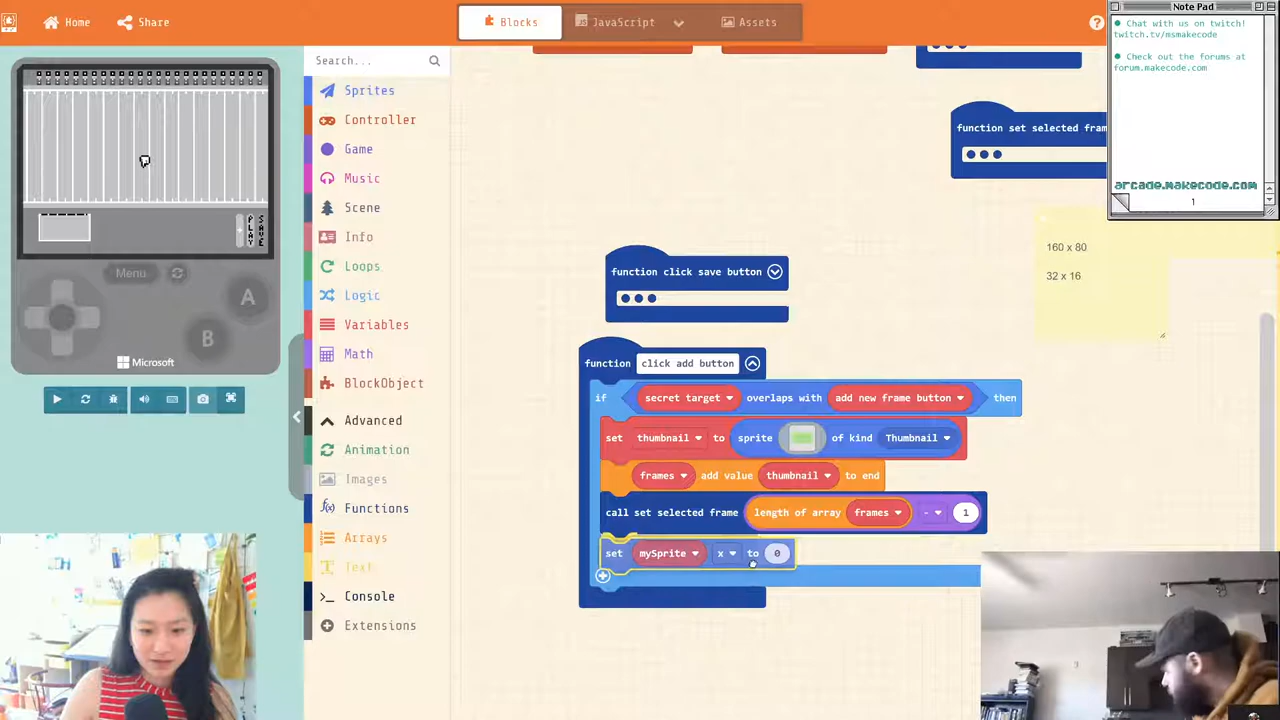 Home
Share
Blocks
JavaScript
Assets
?
Note Pad
Chat with us on twitch!
twitch.tv/msmakecode
Check out the forums at
forum.makecode.com
arcade.makecode.com
1
Search...
Sprites
Controller
Game
Music
Scene
Info
Loops
Logic
Variables
Math
BlockObject
Advanced
Animation
Images
Functions
Arrays
Text
Console
Extensions
PLAY
SAVE
Menu
A
B
Microsoft
function set selected fram
160 x 80
32 x 16
function click save button
function click add button
if secret target overlaps with add new frame button then
set thumbnail to sprite of kind Thumbnail
frames add value thumbnail to end
call set selected frame length of array frames - 1
set mySprite x to 0